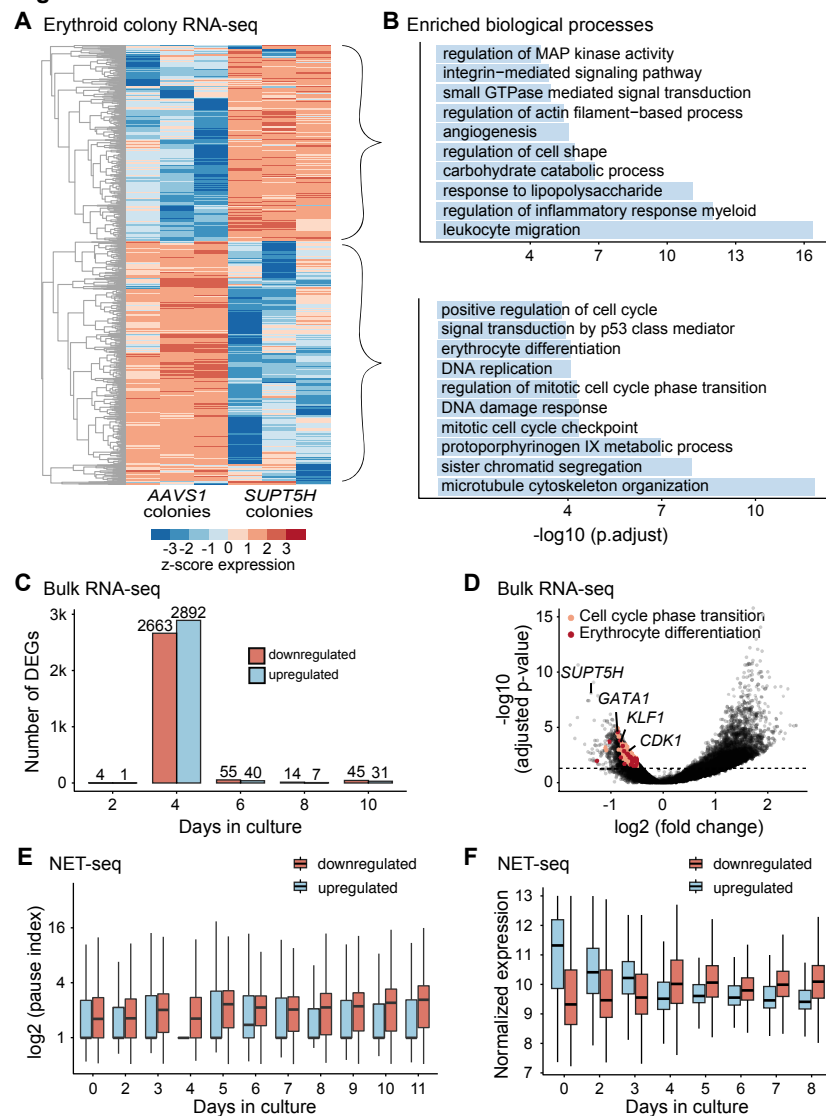 A Erythroid colony RNA-seq
AAVS1
colonies
SUPT5H
colonies
-3 -2 -1 0 1 2 3
z-score expression
B Enriched biological processes
regulation of MAP kinase activity
integrin−mediated signaling pathway
small GTPase mediated signal transduction
regulation of actin filament−based process
angiogenesis
regulation of cell shape
carbohydrate catabolic process
response to lipopolysaccharide
regulation of inflammatory response myeloid
leukocyte migration
4 7 10 13 16
positive regulation of cell cycle
signal transduction by p53 class mediator
erythrocyte differentiation
DNA replication
regulation of mitotic cell cycle phase transition
DNA damage response
mitotic cell cycle checkpoint
protoporphyrinogen IX metabolic process
sister chromatid segregation
microtubule cytoskeleton organization
4 7 10
-log10 (p.adjust)
C Bulk RNA-seq
Number of DEGs
3k
2k
1k
0
4 1 2663 2892 55 40 14 7 45 31
downregulated
upregulated
2 4 6 8 10
Days in culture
D Bulk RNA-seq
-log10
(adjusted p-value)
15
10
5
0
Cell cycle phase transition
Erythrocyte differentiation
SUPT5H
GATA1
KLF1
CDK1
-1 0 1 2
log2 (fold change)
E NET-seq
downregulated
upregulated
log2 (pause index)
16
4
1
0 2 3 4 5 6 7 8 9 10 11
Days in culture
F NET-seq
downregulated
upregulated
Normalized expression
13
12
11
10
9
8
7
0 2 3 4 5 6 7 8
Days in culture